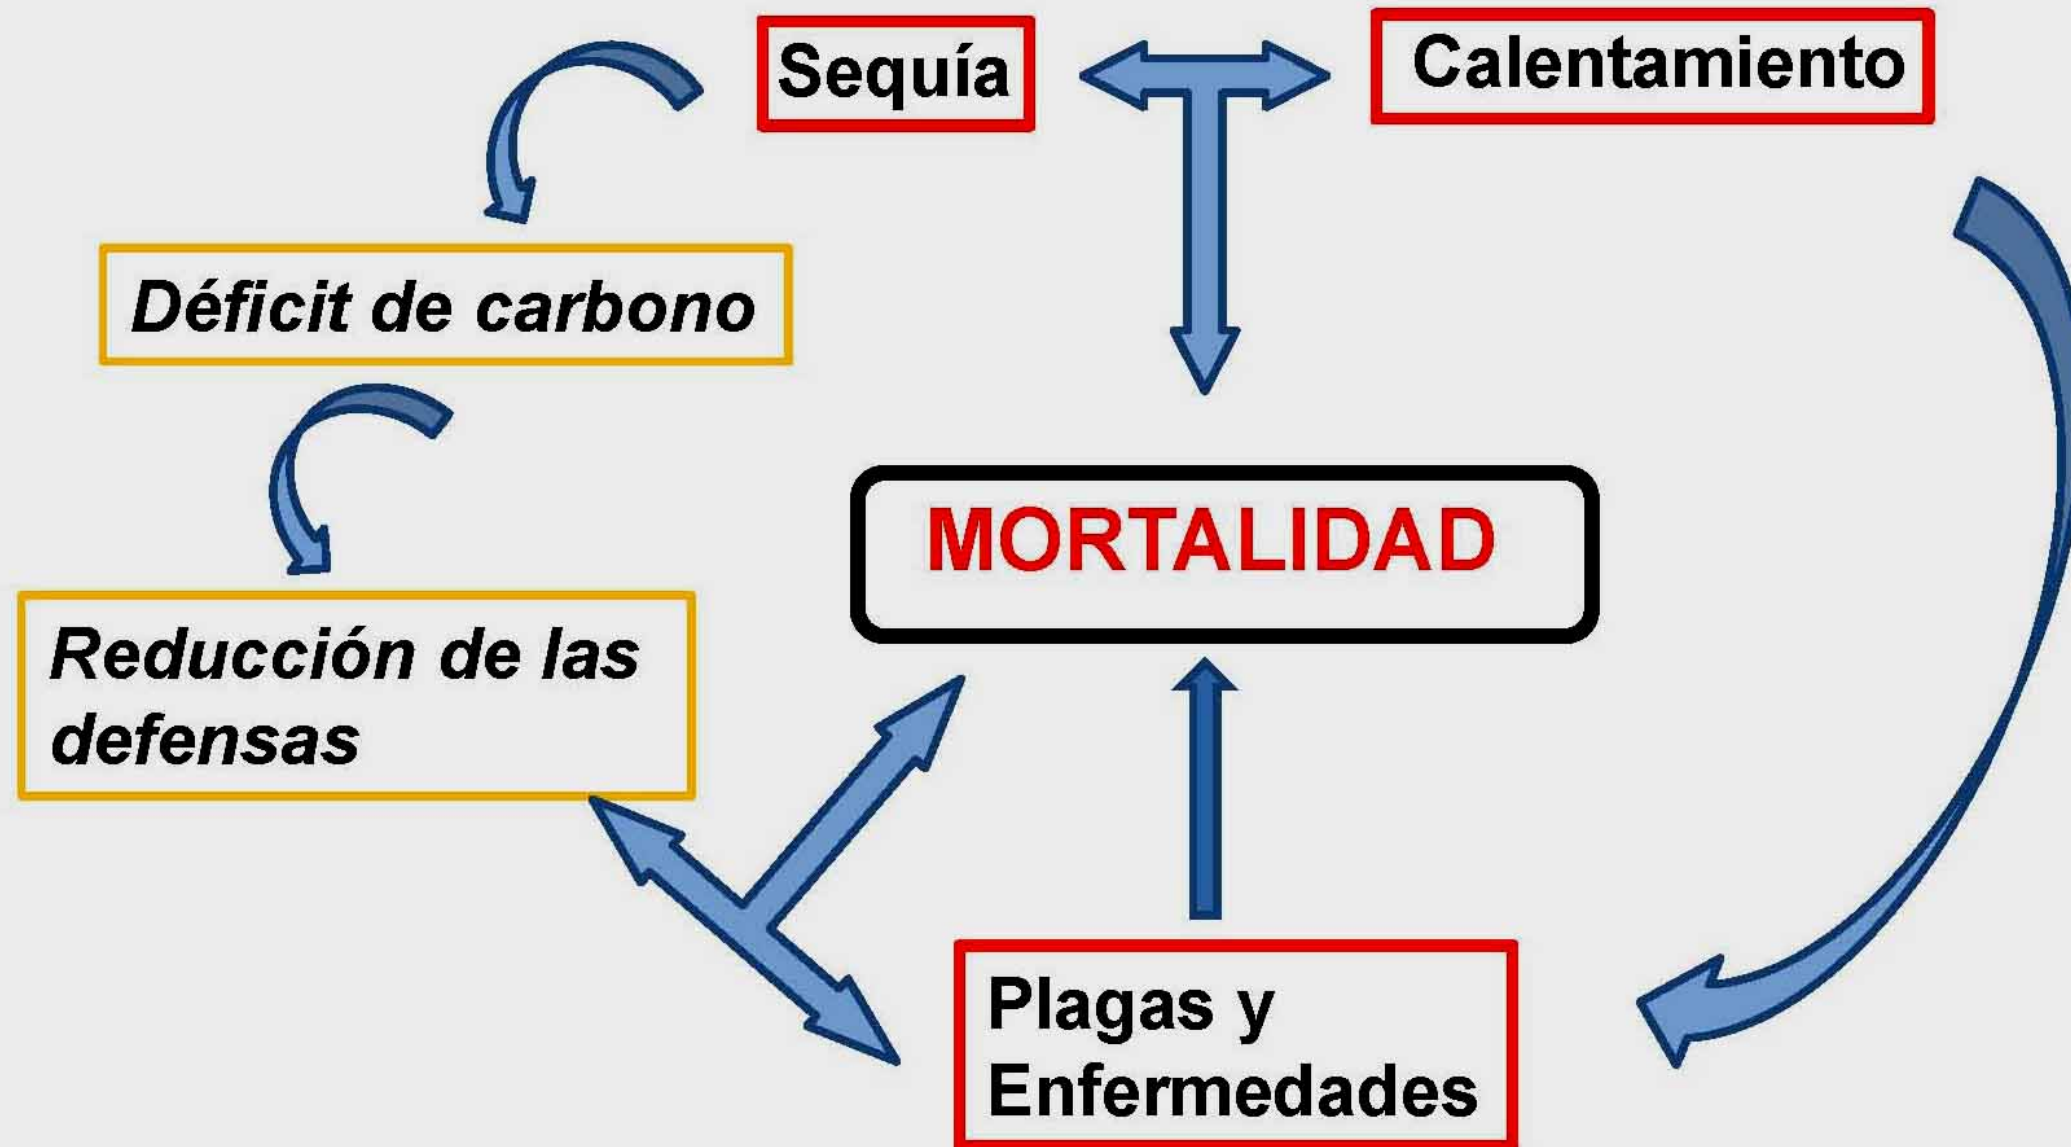 Sequía
Calentamiento
Déficit de carbono
MORTALIDAD
Reducción de las
defensas
Plagas y
Enfermedades